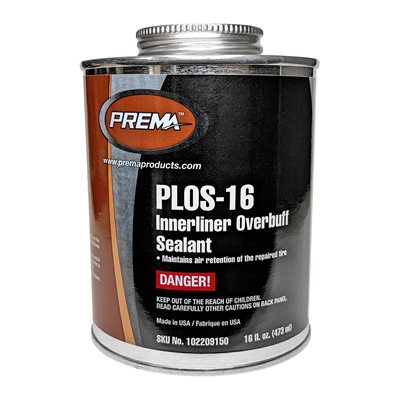 PREMA™
www.premaproducts.com
PLOS-16
Innerliner Overbuff
Sealant
• Maintains air retention of the repaired tire
DANGER!
KEEP OUT OF THE REACH OF CHILDREN.
READ CAREFULLY OTHER CAUTIONS ON BACK PANEL.
Made in USA / Fabrique en USA
SKU No. 102209150 16 fl. oz. (473 ml)